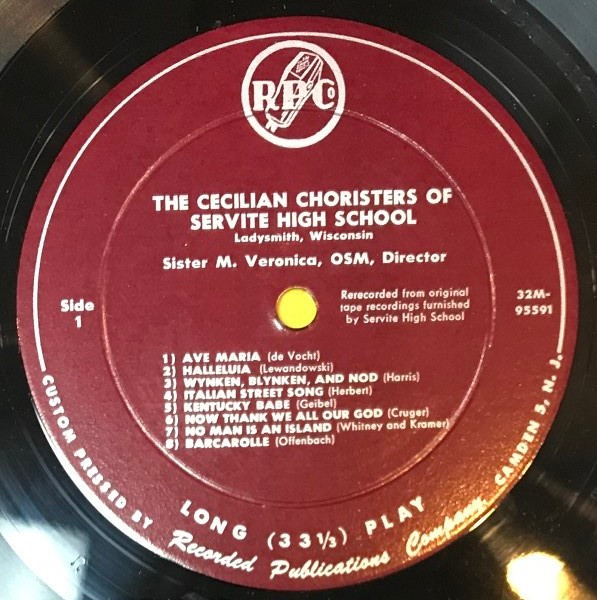 RPCo
THE CECILIAN CHORISTERS OF
SERVITE HIGH SCHOOL
Ladysmith, Wisconsin
Sister M. Veronica, OSM, Director
Side
1
Rerecorded from original
tape recordings furnished
by Servite High School
32M-
95591
1) AVE MARIA (de Vocht)
2) HALLELUIA (Lewandowski)
3) WYNKEN, BLYNKEN, AND NOD (Harris)
4) ITALIAN STREET SONG (Herbert)
5) KENTUCKY BABE (Geibel)
6) NOW THANK WE ALL OUR GOD (Cruger)
7) NO MAN IS AN ISLAND (Whitney and Kramer)
8) BARCAROLLE (Offenbach)
LONG (33 1/3) PLAY
CUSTOM PRESSED BY Recorded Publications Company, CAMDEN 5, N. J.